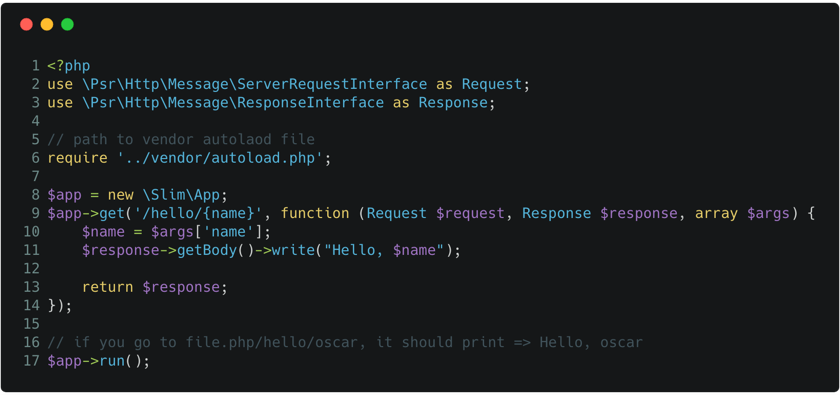 1 <?php
2 use \Psr\Http\Message\ServerRequestInterface as Request;
3 use \Psr\Http\Message\ResponseInterface as Response;
4
5 // path to vendor autolaod file
6 require '../vendor/autoload.php';
7
8 $app = new \Slim\App;
9 $app->get('/hello/{name}', function (Request $request, Response $response, array $args) {
10     $name = $args['name'];
11     $response->getBody()->write("Hello, $name");
12
13     return $response;
14 });
15
16 // if you go to file.php/hello/oscar, it should print => Hello, oscar
17 $app->run();